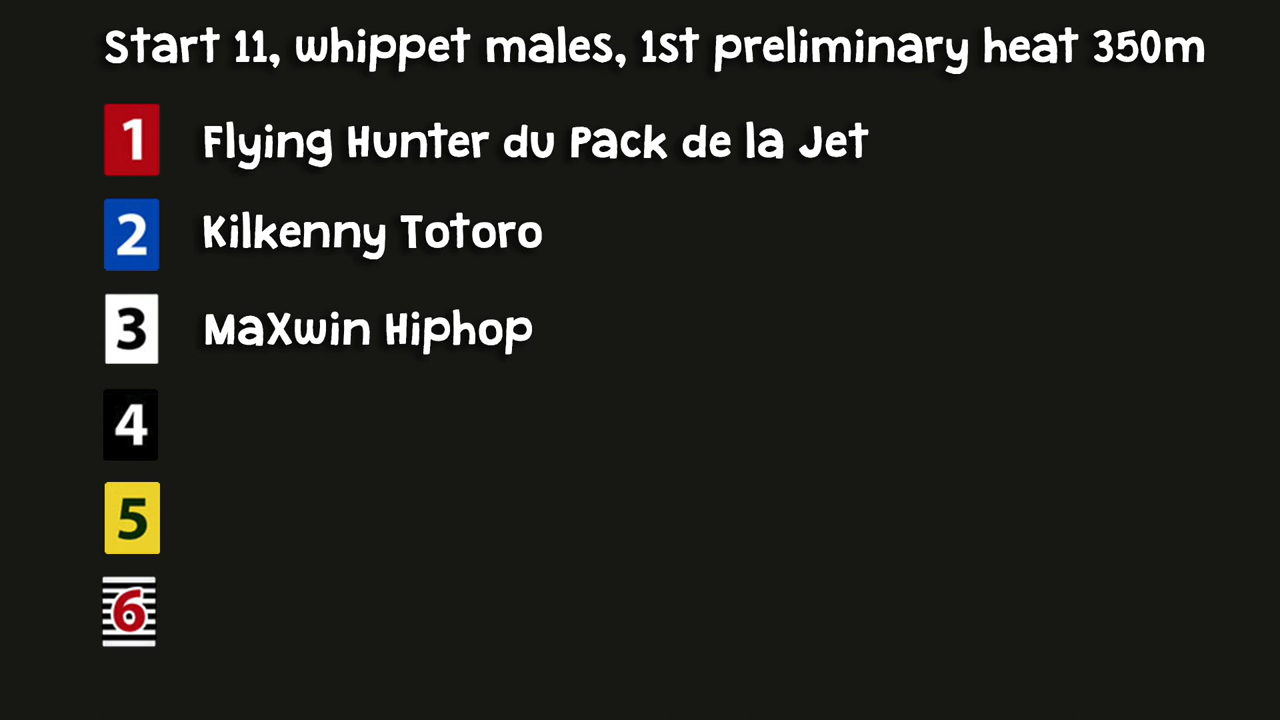 Start 11, whippet males, 1st preliminary heat 350m
1 Flying Hunter du Pack de la Jet
2 Kilkenny Totoro
3 MaXwin Hiphop
4
5
6